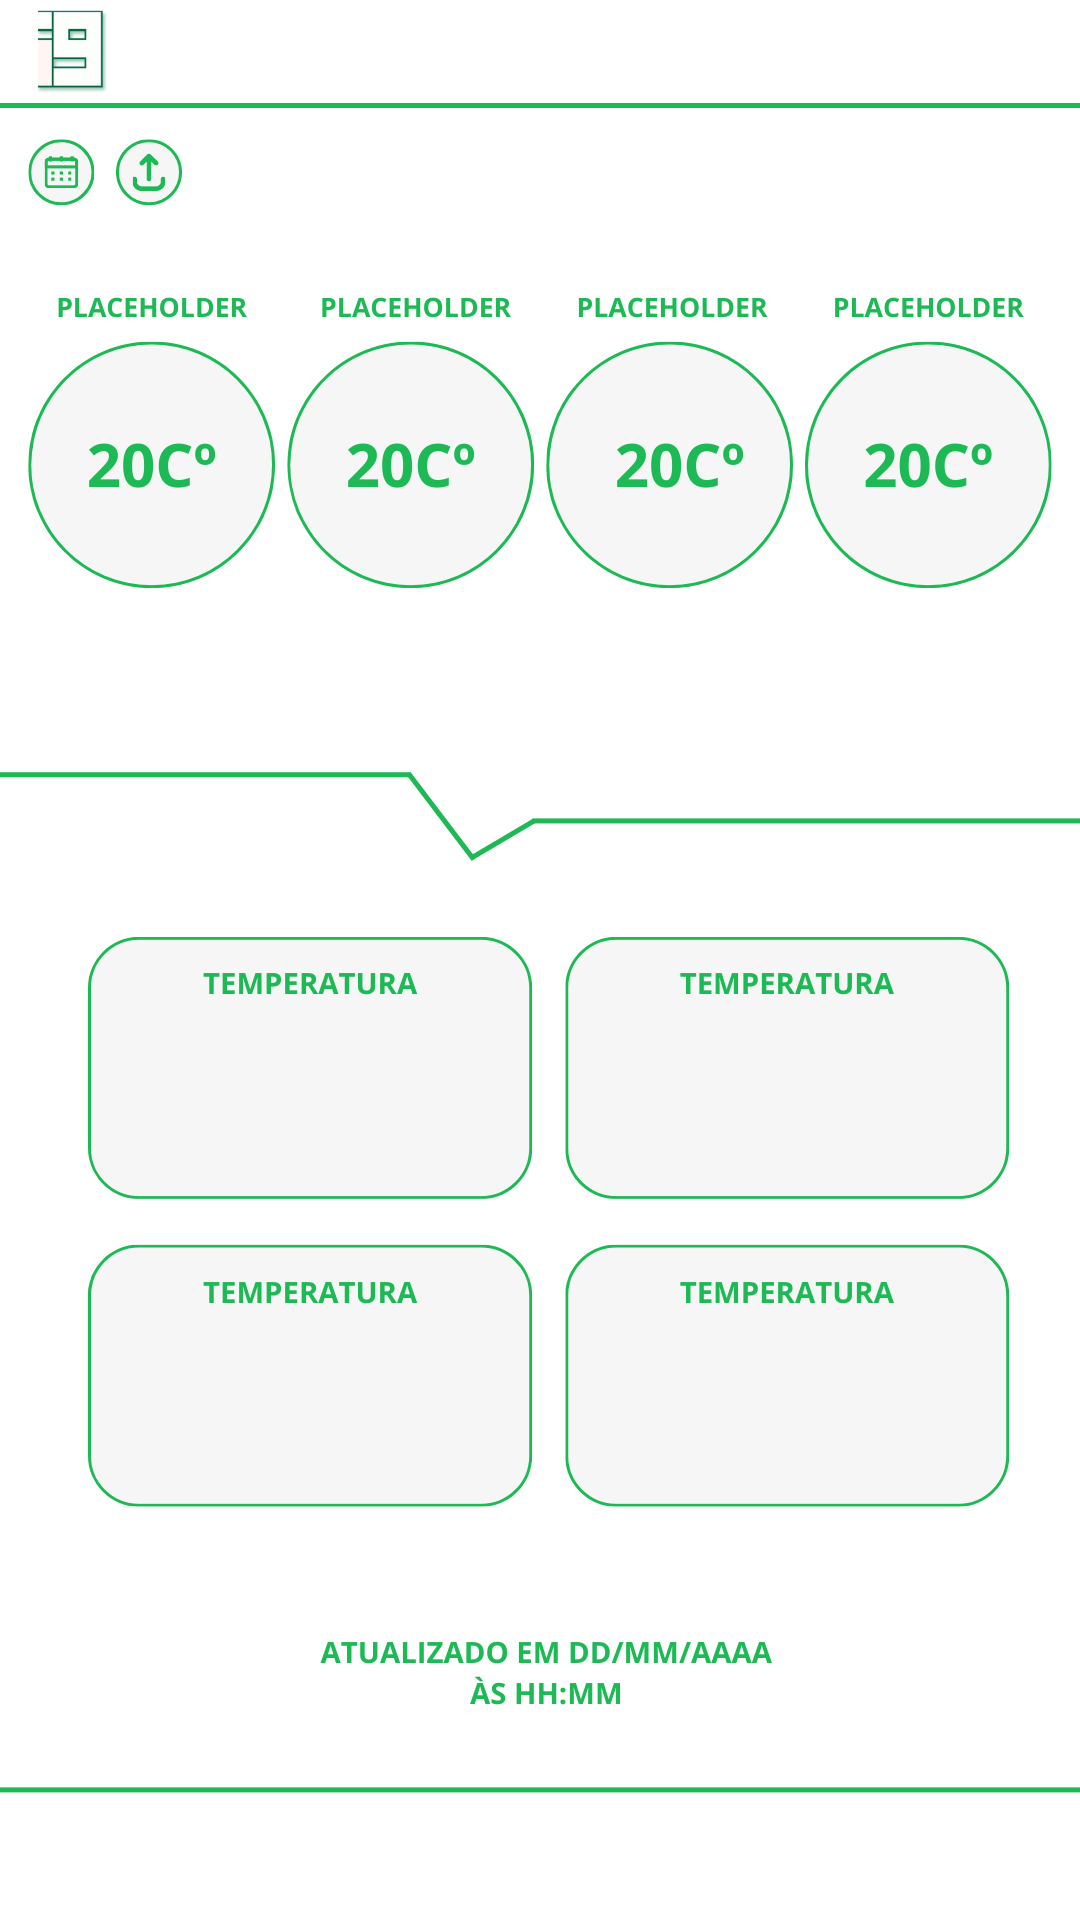 PLACEHOLDER PLACEHOLDER PLACEHOLDER PLACEHOLDER
20Cº 20Cº 20Cº 20Cº
TEMPERATURA TEMPERATURA
TEMPERATURA TEMPERATURA
ATUALIZADO EM DD/MM/AAAA
ÀS HH:MM